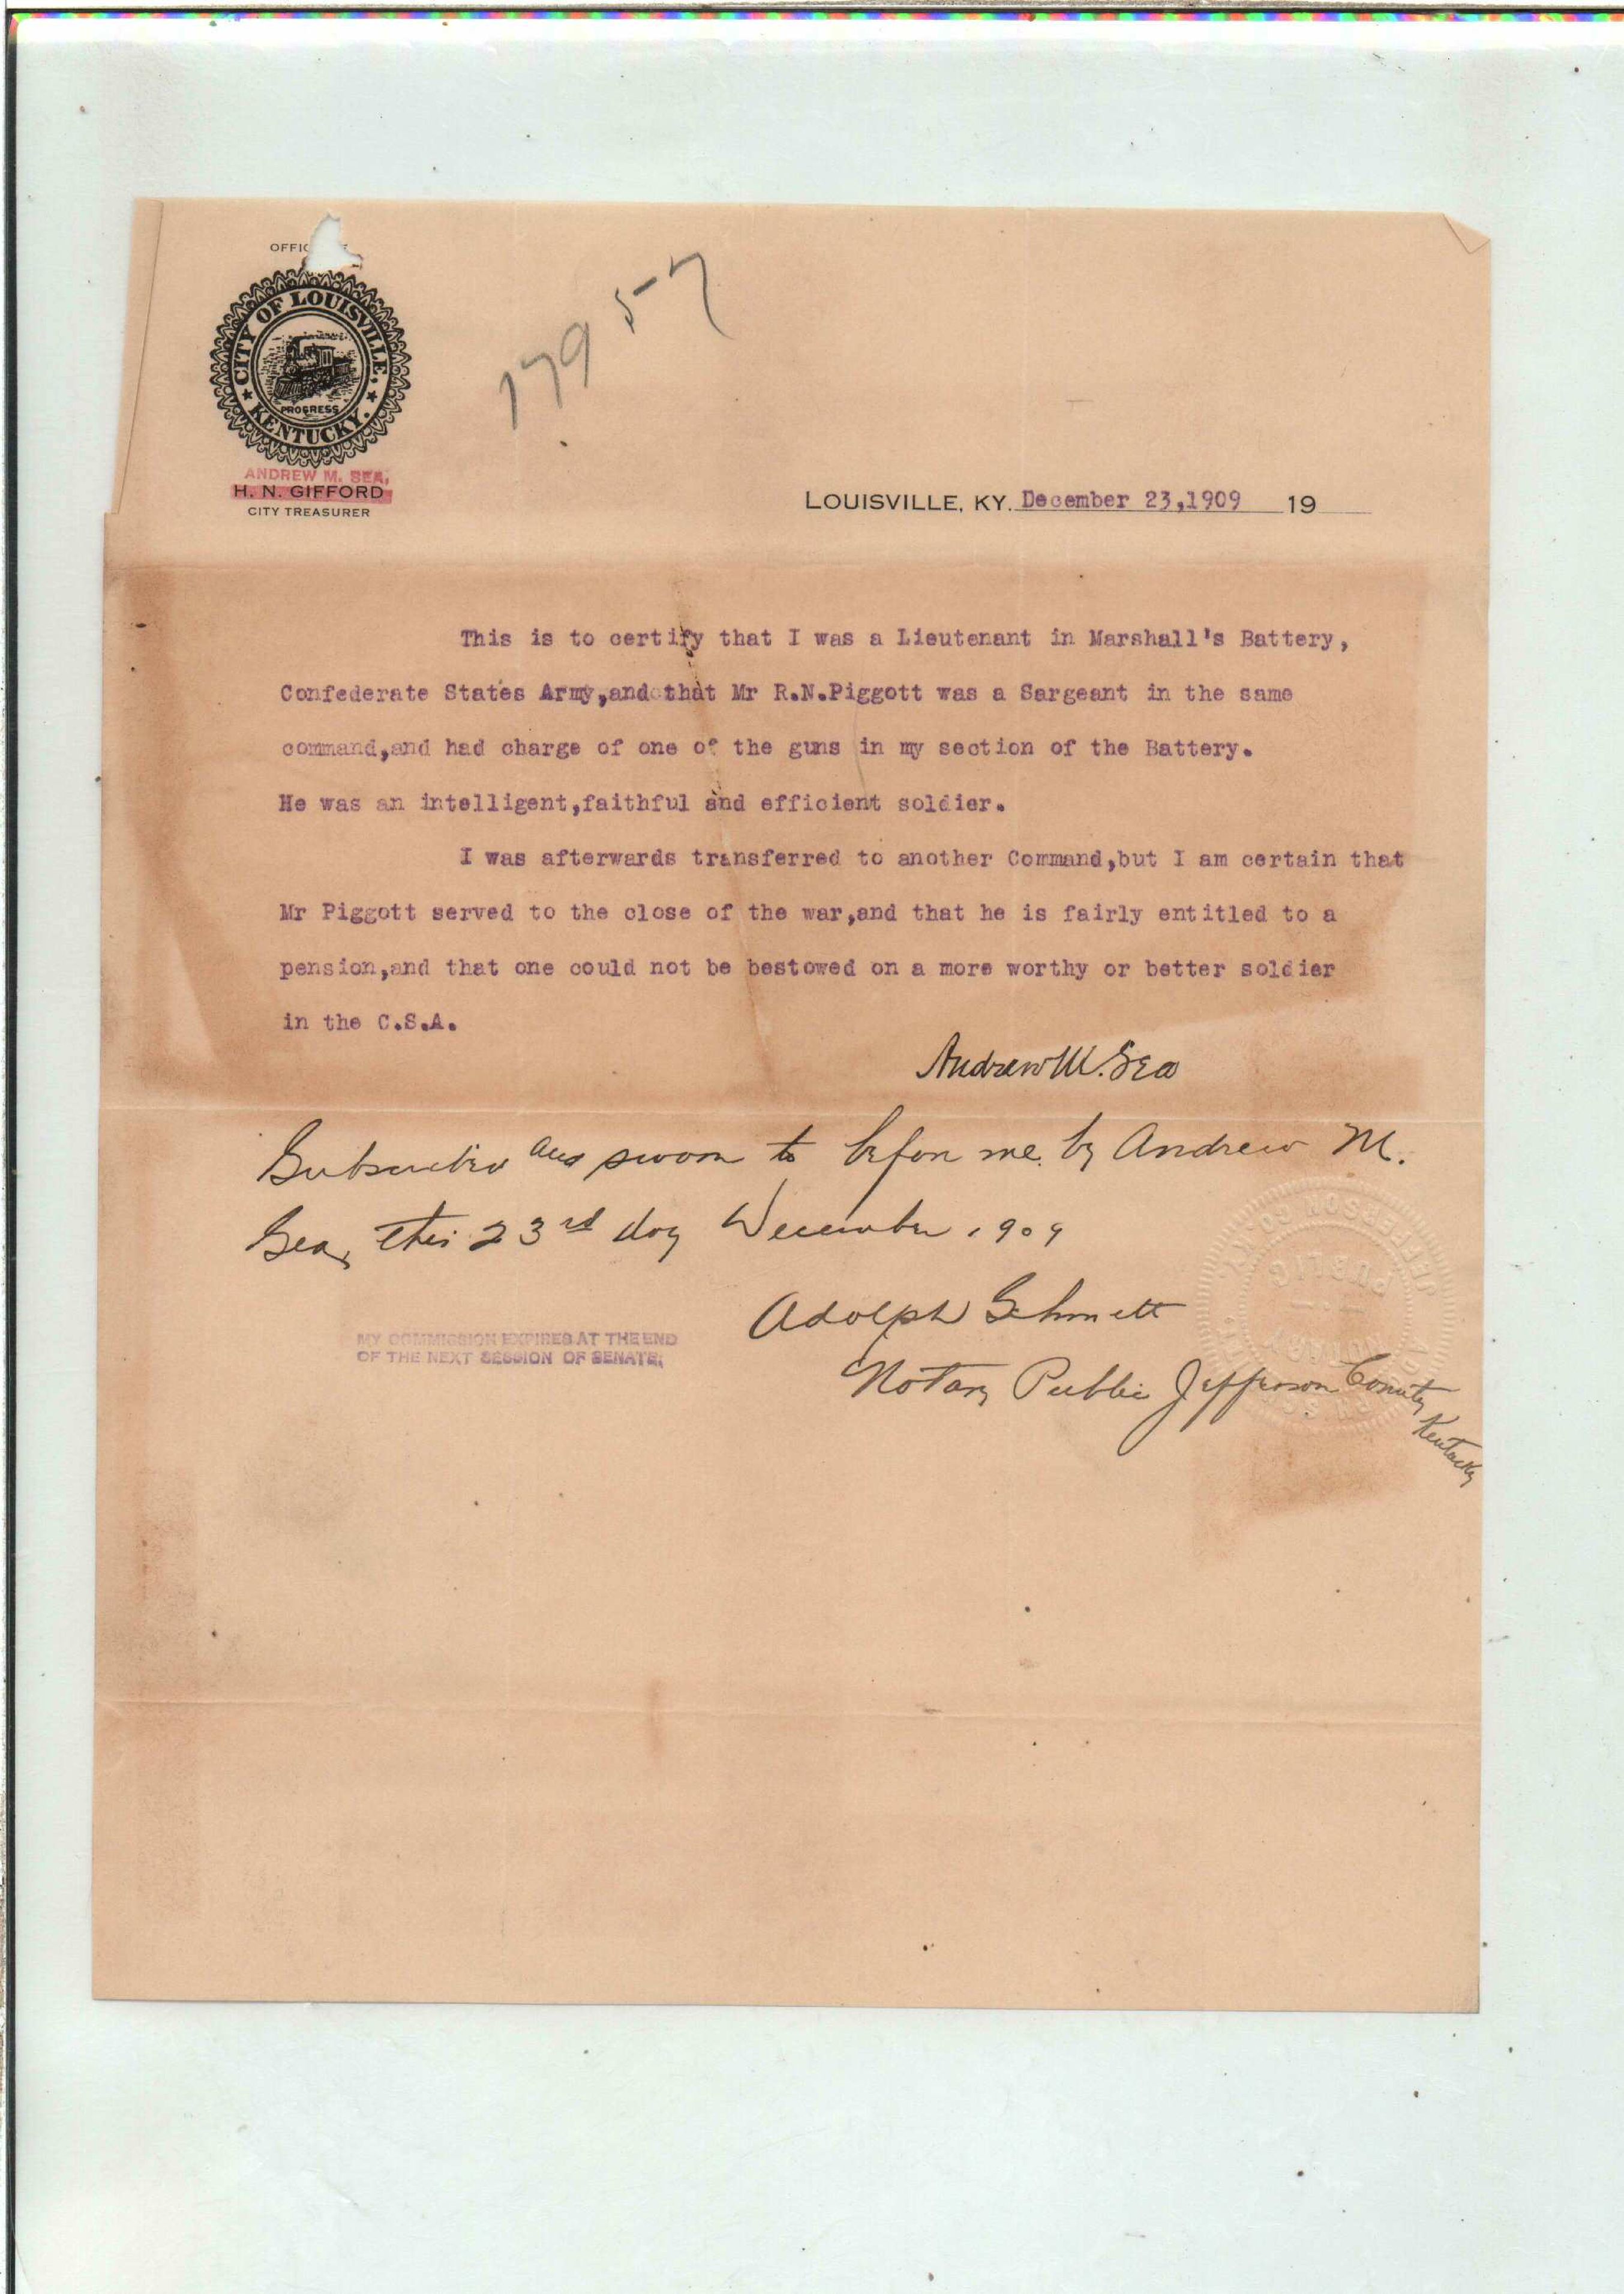 OFFIC
CITY OF LOUISVILLE,
PROGRESS
KENTUCKY.
ANDREW M. SEA,
H. N. GIFFORD
CITY TREASURER
17957
LOUISVILLE, KY. December 23,1909 19
This is to certify that I was a Lieutenant in Marshall's Battery,
Confederate States Army,and that Mr R.N.Piggott was a Sargeant in the same
command,and had charge of one of the guns in my section of the Battery.
He was an intelligent,faithful and efficient soldier.
I was afterwards transferred to another Command,but I am certain that
Mr Piggott served to the close of the war,and that he is fairly entitled to a
pension,and that one could not be bestowed on a more worthy or better soldier
in the C.S.A.
Andrew M. Sea
Subscribed and sworn to before me by Andrew M.
Sea, this 23rd day December 1909
Adolph Schmitt
Notary Public Jefferson County
Kentucky
MY COMMISSION EXPIRES AT THE END
OF THE NEXT SESSION OF SENATE.
JEFFERSON CO. KY.
PUBLIC